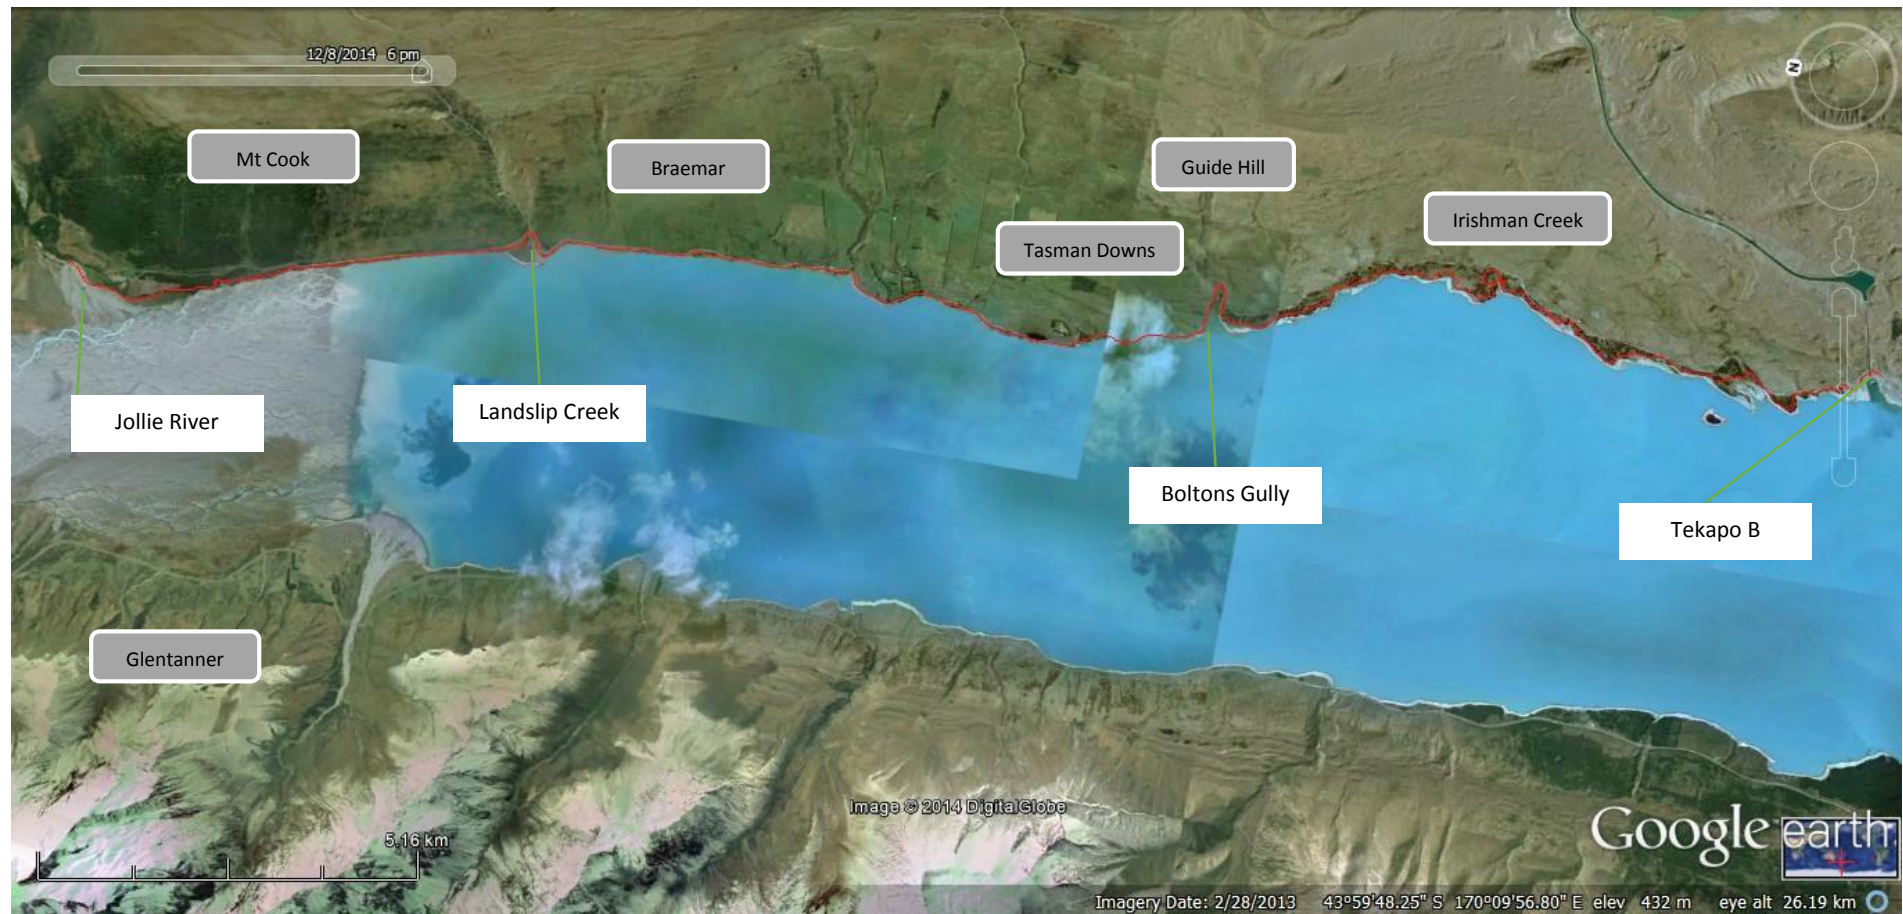 12/8/2014 6 pm
N
Mt Cook
Braemar
Guide Hill
Irishman Creek
Tasman Downs
Jollie River
Landslip Creek
Boltons Gully
Tekapo B
Glentanner
Image © 2014 DigitalGlobe
5.16 km
Google earth
Imagery Date: 2/28/2013 43°59'48.25" S 170°09'56.80" E elev 432 m eye alt 26.19 km